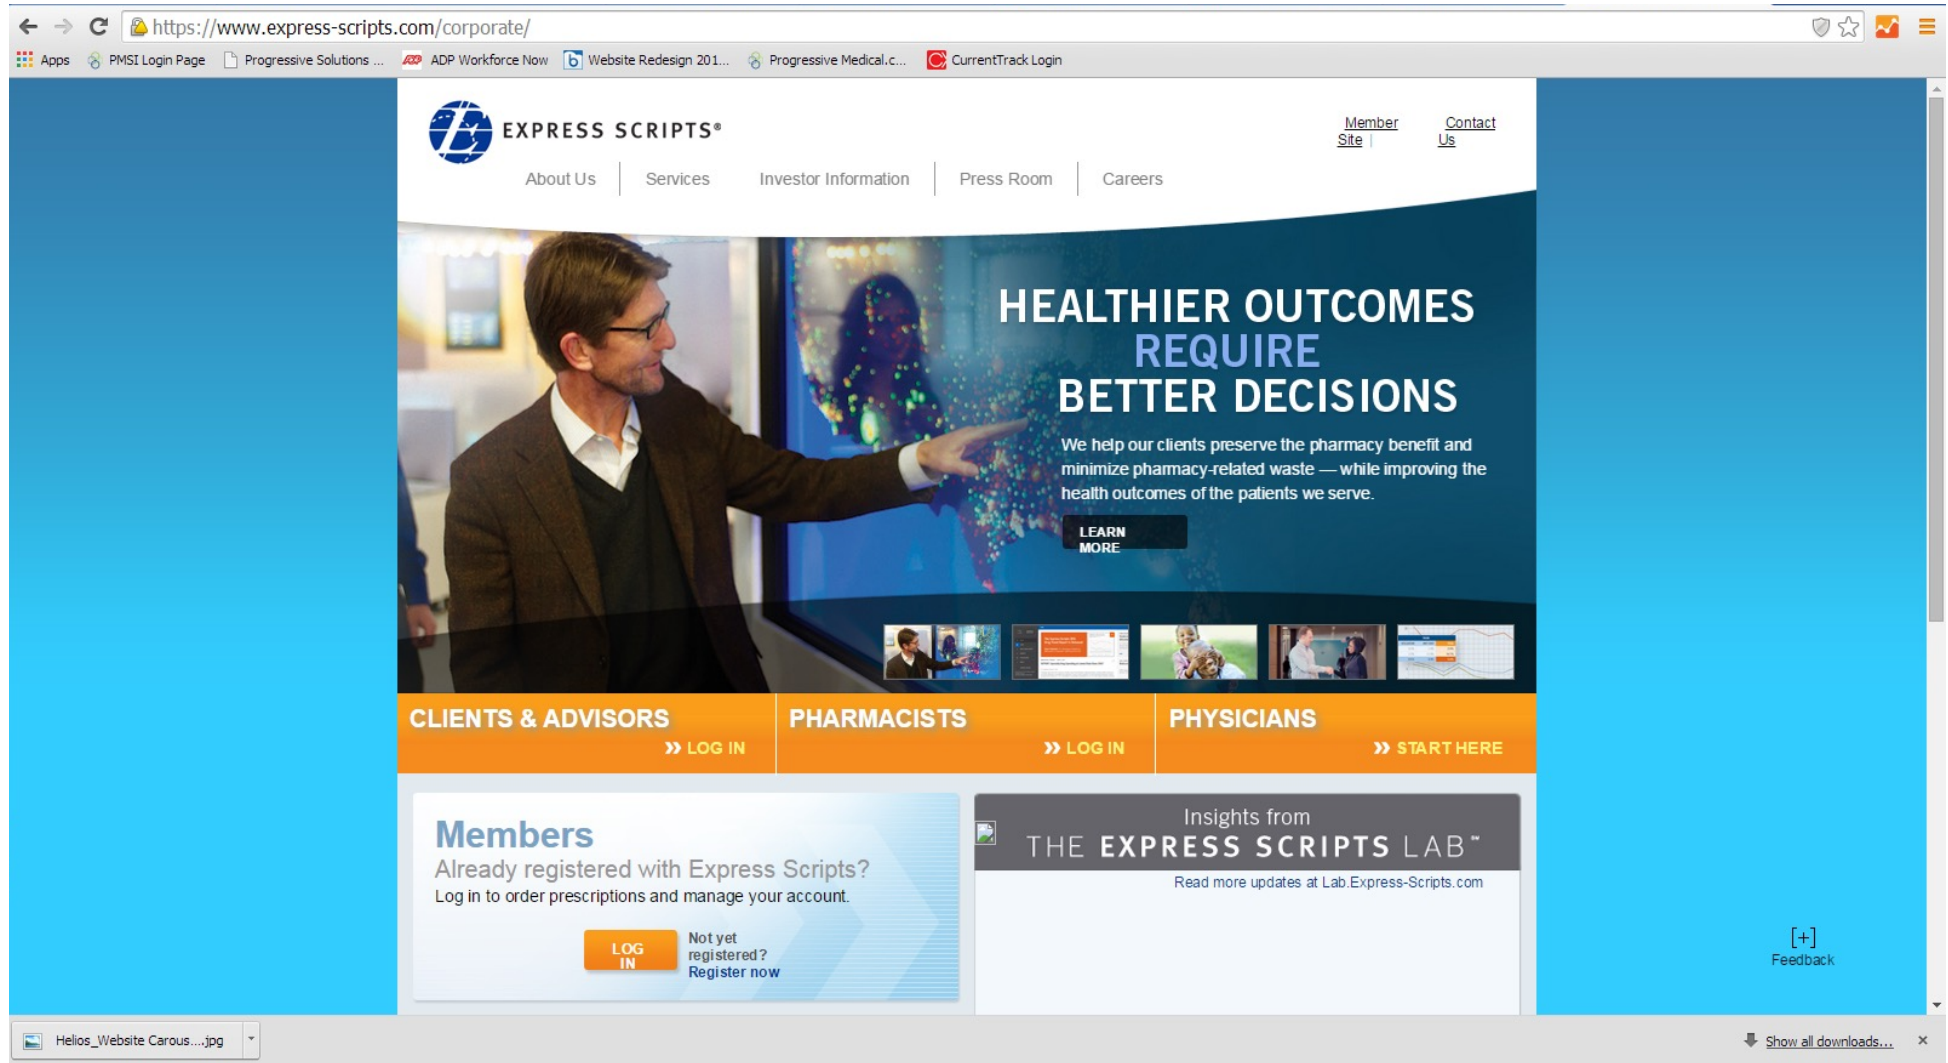 https://www.express-scripts.com/corporate/
Apps PMSI Login Page Progressive Solutions ... ADP Workforce Now Website Redesign 201... Progressive Medical.c... CurrentTrack Login
EXPRESS SCRIPTS®
Member
Site |
Contact
Us
About Us Services Investor Information Press Room Careers
HEALTHIER OUTCOMES
REQUIRE
BETTER DECISIONS
We help our clients preserve the pharmacy benefit and
minimize pharmacy-related waste — while improving the
health outcomes of the patients we serve.
LEARN
MORE
CLIENTS & ADVISORS
LOG IN
PHARMACISTS
LOG IN
PHYSICIANS
START HERE
Members
Already registered with Express Scripts?
Log in to order prescriptions and manage your account.
LOG
IN
Not yet
registered?
Register now
Insights from
THE EXPRESS SCRIPTS LAB℠
Read more updates at Lab.Express-Scripts.com
[+]
Feedback
Helios_Website Carous....jpg
Show all downloads...